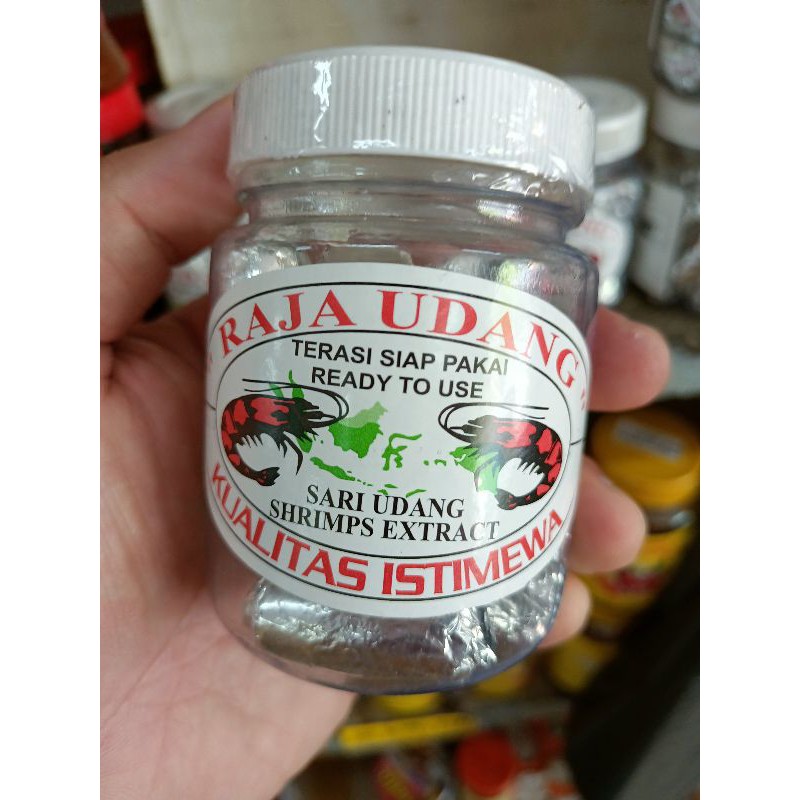 "RAJA UDANG"
TERASI SIAP PAKAI
READY TO USE
SARI UDANG
SHRIMPS EXTRACT
KUALITAS ISTIMEWA